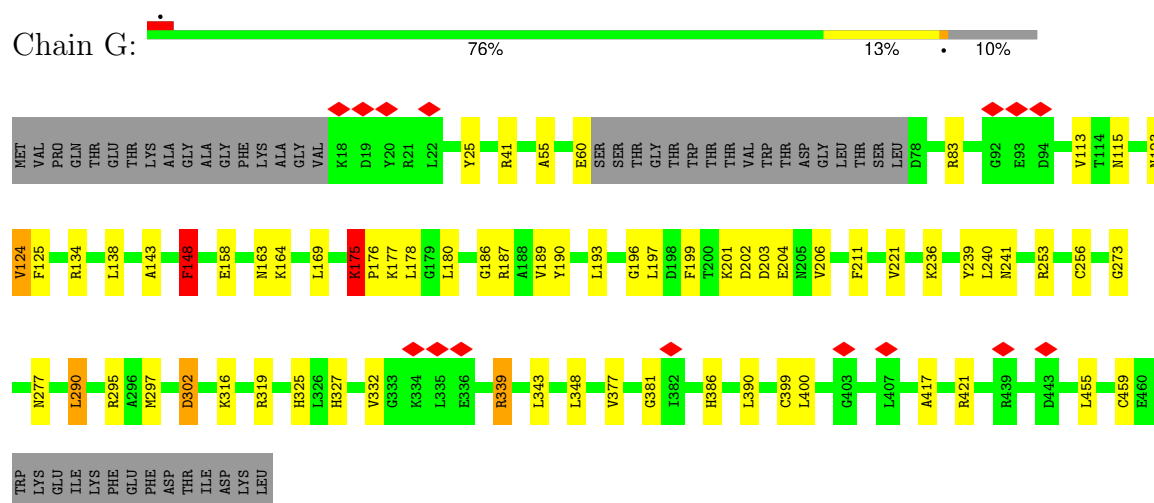 Chain G:
76% 13% • 10%
MET VAL PRO GLN THR GLU THR THR LYS ALA GLY ALA GLY PHE LYS ALA GLY VAL K18 D19 Y20 R21 L22 Y25 R41 A55 E60 SER SER THR GLY THR TRP THR THR VAL TRP THR ASP GLY LEU THR SER LEU D78 R83 G92 E93 D94 V113 T114 N115
V124 F125 R134 L138 A143 F148 E158 N163 K164 L169 K175 P176 K177 L178 G179 L180 G186 R187 A188 V189 Y190 L193 G196 L197 D198 F199 T200 K201 D202 D203 E204 N205 V206 F211 V221 K236 Y239 L240 N241 R253 C256 G273
N277 L290 R295 A296 M297 D302 K316 R319 H325 L326 H327 V332 G333 K334 L335 E336 R339 L343 L348 V377 G381 I382 H386 L390 C399 L400 G403 L407 A417 R421 R439 D443 L455 C459 E460
TRP LYS GLU ILE LYS PHE GLU PHE ASP THR ILE ASP LYS LEU